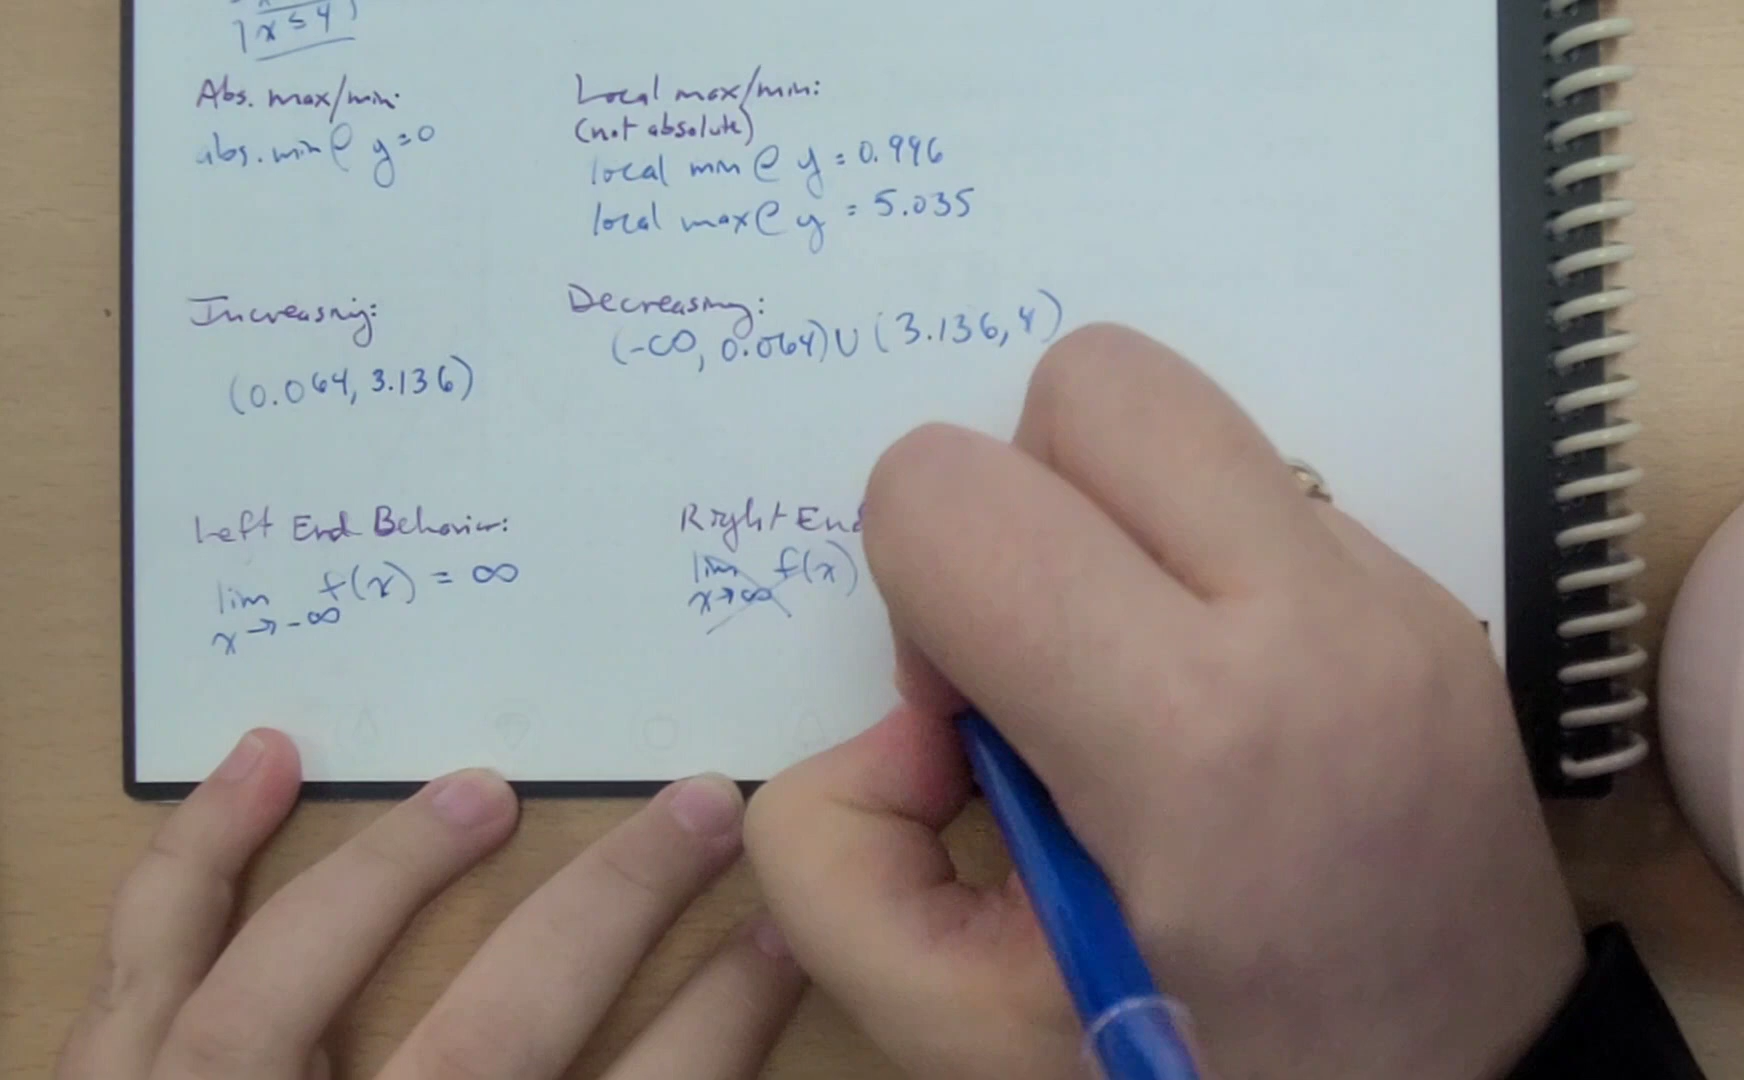 x ≤ 4
Abs. max/min:
abs. min @ y = 0
Local max/min:
(not absolute)
local min @ y = 0.996
local max @ y = 5.035
Increasing:
(0.064, 3.136)
Decreasing:
(-∞, 0.064) ∪ (3.136, 4)
Left End Behavior:
lim f(x) = ∞
x → -∞
Right End
lim f(x)
x → ∞